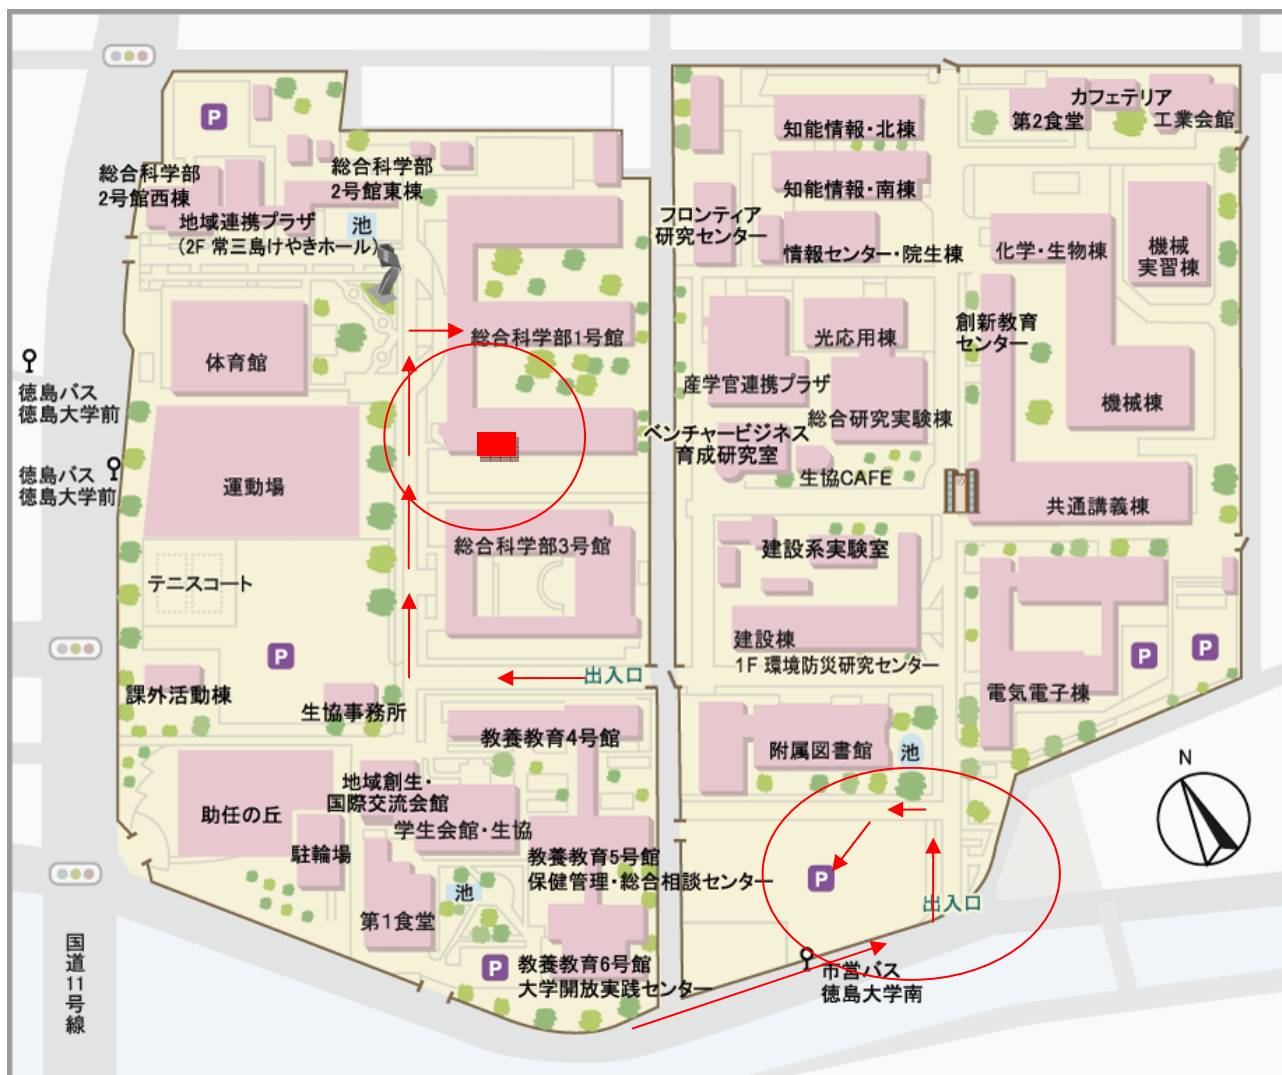 P
総合科学部
2号館西棟
総合科学部
2号館東棟
地域連携プラザ
(2F 常三島けやきホール)
池
体育館
総合科学部1号館
徳島バス
徳島大学前
徳島バス
徳島大学前
運動場
総合科学部3号館
テニスコート
P
課外活動棟
生協事務所
出入口
教養教育4号館
助任の丘
地域創生・
国際交流会館
学生会館・生協
駐輪場
教養教育5号館
保健管理・総合相談センター
池
第1食堂
P
教養教育6号館
大学開放実践センター
国道11号線
知能情報・北棟
知能情報・南棟
カフェテリア
第2食堂
工業会館
フロンティア
研究センター
情報センター・院生棟
化学・生物棟
機械
実習棟
光応用棟
創新教育
センター
産学官連携プラザ
総合研究実験棟
機械棟
ベンチャービジネス
育成研究室
生協CAFE
共通講義棟
建設系実験室
建設棟
1F 環境防災研究センター
P
P
電気電子棟
附属図書館
池
P
出入口
市営バス
徳島大学南
N